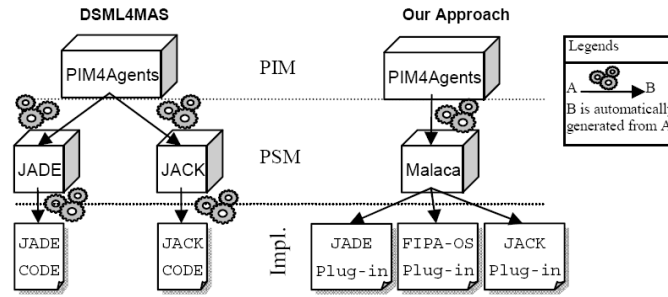 DSML4MAS
Our Approach
PIM4Agents
PIM
PIM4Agents
Legends
A
B
B is automatically
generated from A
JADE
JACK
PSM
Malaca
JADE
CODE
JACK
CODE
Impl.
JADE
Plug-in
FIPA-OS
Plug-in
JACK
Plug-in